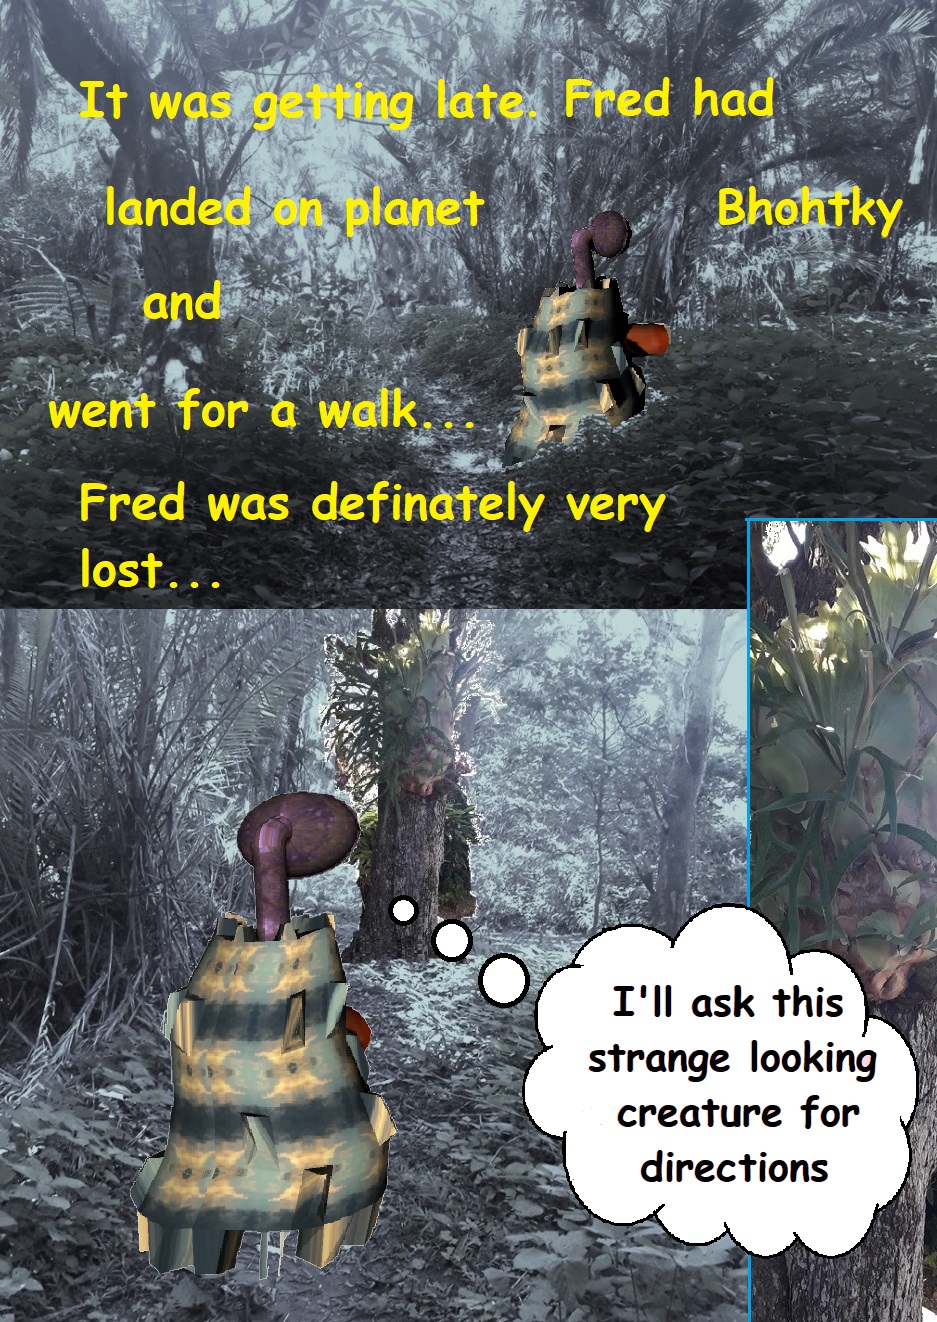 It was getting late. Fred had
landed on planet Bhohtky
and
went for a walk...
Fred was definately very
lost...
I'll ask this
strange looking
creature for
directions